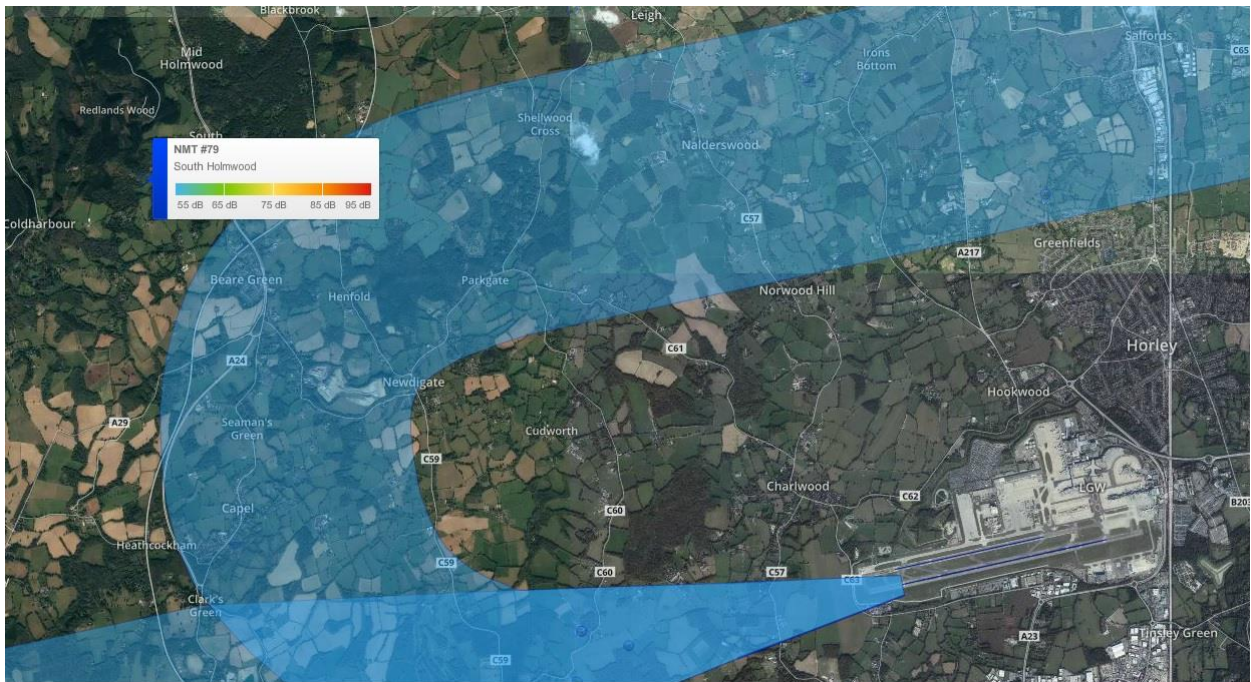 Blackbrook
Leigh
Mid
Holmwood
Irons
Bottom
Salfords
C65
Redlands Wood
Shellwood
Cross
South
NMT #79
South Holmwood
55 dB 65 dB 75 dB 85 dB 95 dB
Nalderswood
Coldharbour
C57
Greenfields
A217
Beare Green
Henfold
Parkgate
Norwood Hill
A24
C61
Horley
Newdigate
Hookwood
A29
Seaman's
Green
Cudworth
C59
Charlwood
C62
LGW
B203
Capel
C60
Heathcockham
C59
C60
C57
C63
Clark's
Green
A23
Tinsley Green
C59